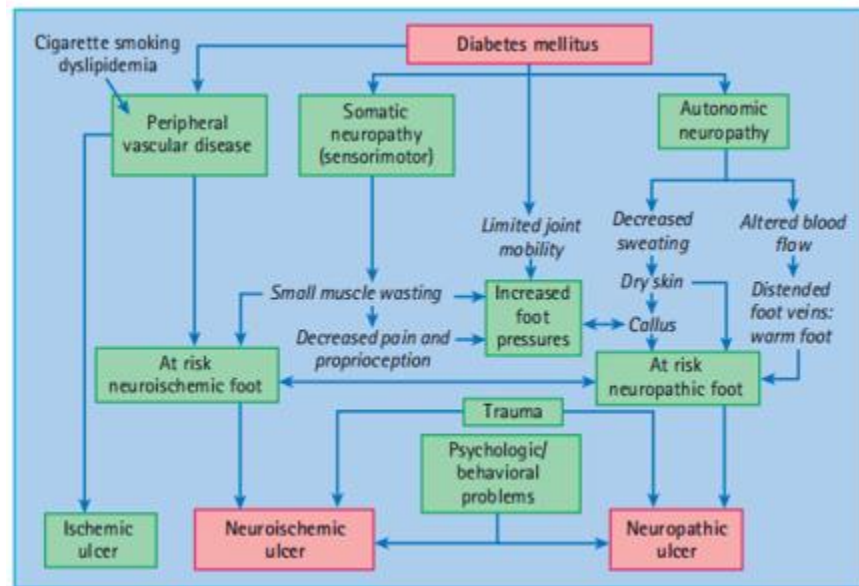 Cigarette smoking
dyslipidemia
Diabetes mellitus
Peripheral
vascular disease
Somatic
neuropathy
(sensorimotor)
Autonomic
neuropathy
Limited joint
mobility
Decreased
sweating
Altered blood
flow
Small muscle wasting
Increased
foot
pressures
Dry skin
Distended
foot veins:
warm foot
Decreased pain and
proprioception
Callus
At risk
neuroischemic foot
At risk
neuropathic foot
Trauma
Psychologic/
behavioral
problems
Ischemic
ulcer
Neuroischemic
ulcer
Neuropathic
ulcer